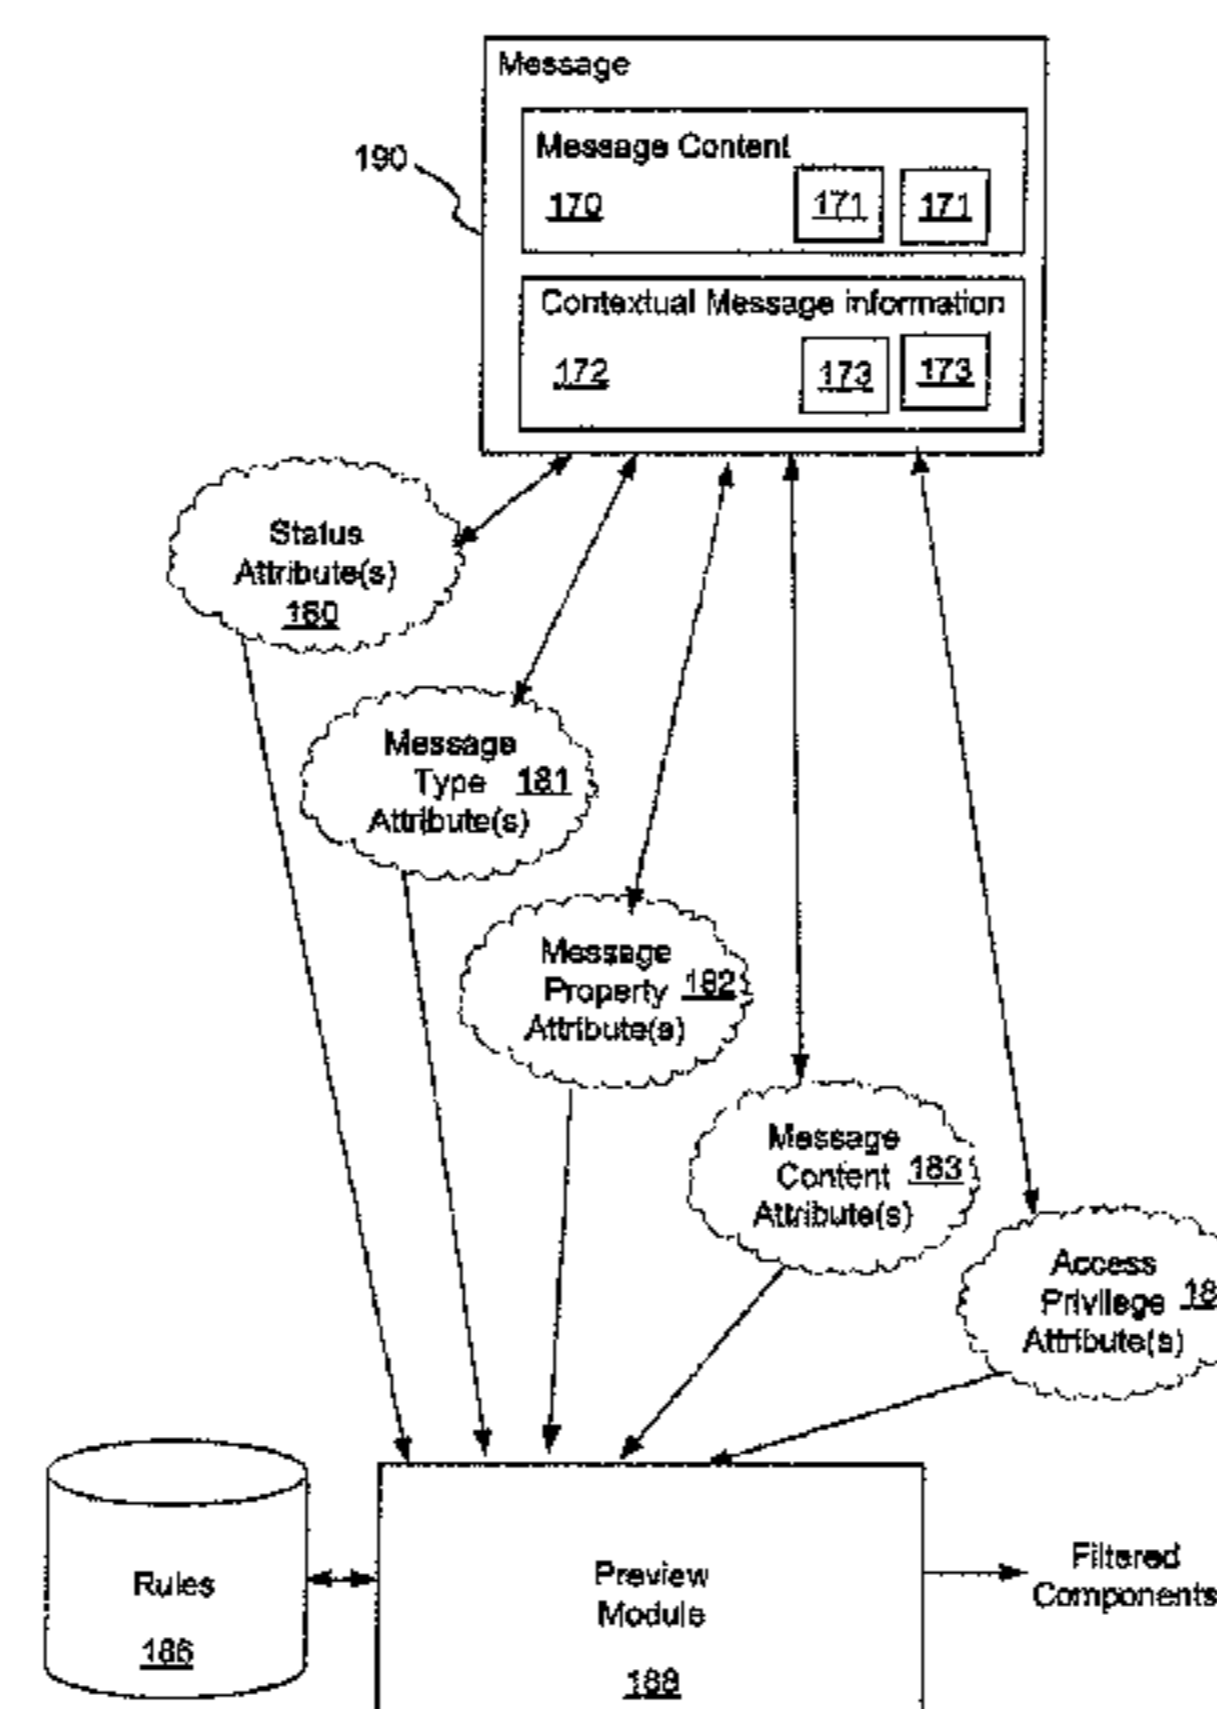 Message
Message Content
190
170
171
171
Contextual Message information
172
173
173
Status
Attribute(s)
180
Message
Type 181
Attribute(s)
Message
Property 182
Attribute(s)
Message
Content 183
Attribute(s)
Access
Privilege
Attribute(s)
Filtered
Components
Rules
186
Preview
Module
188